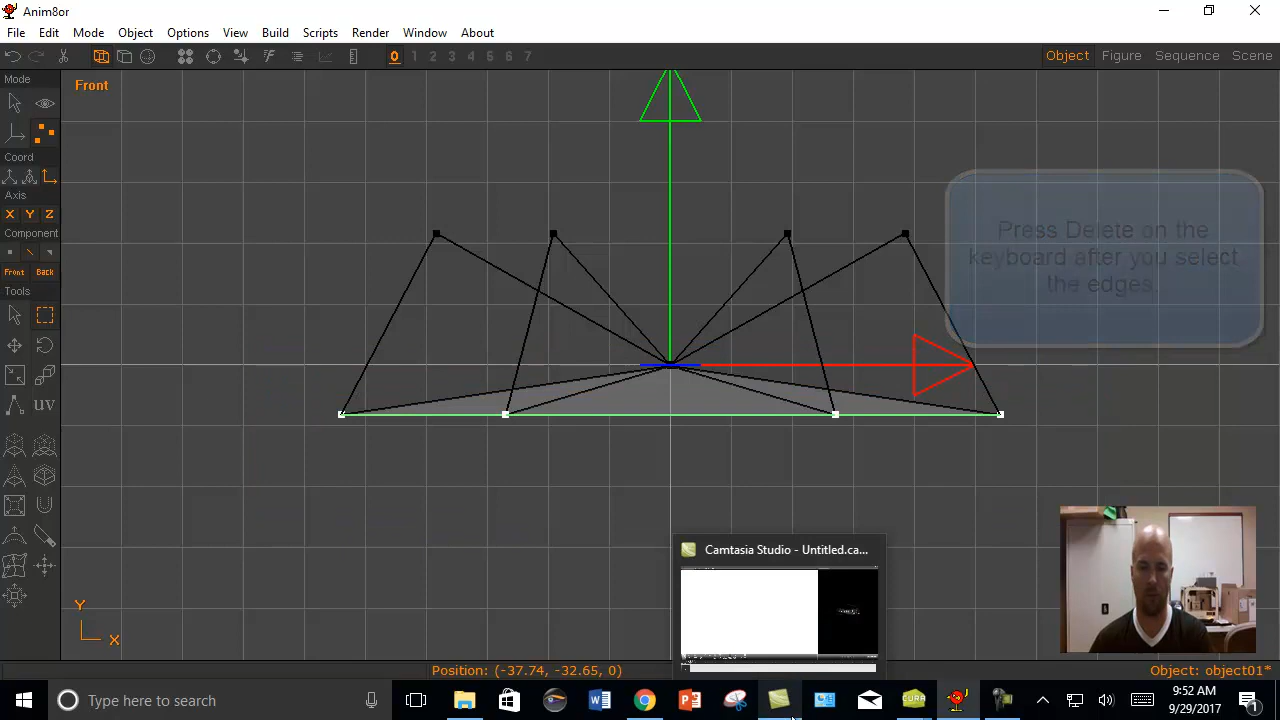 Anim8or
File Edit Mode Object Options View Build Scripts Render Window About
0 1 2 3 4 5 6 7
Object Figure Sequence Scene
Mode
Front
Coord
Axis
X Y Z
Component
Front Back
Tools
uv
Press Delete on the
keyboard after you select
the edges.
Camtasia Studio - Untitled.ca...
Y
X
Position: (-37.74, -32.65, 0)
Object: object01*
Type here to search
CURA
9:52 AM
9/29/2017
1